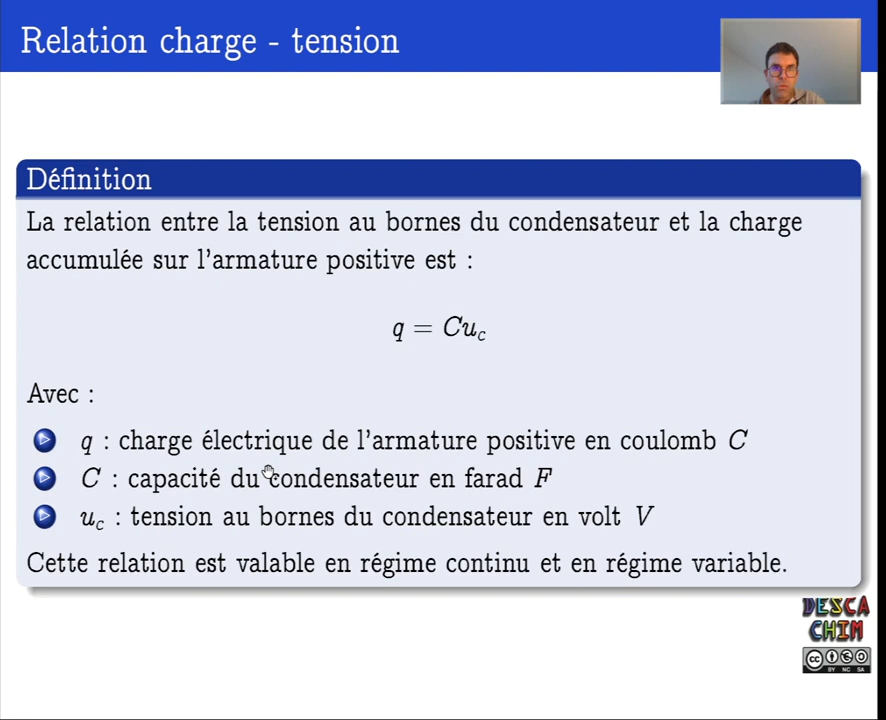 Relation charge - tension
Définition
La relation entre la tension au bornes du condensateur et la charge
accumulée sur l'armature positive est :
q = Cu_c
Avec :
q : charge électrique de l'armature positive en coulomb C
C : capacité du condensateur en farad F
u_c : tension au bornes du condensateur en volt V
Cette relation est valable en régime continu et en régime variable.
DESCA
CHIM
cc
BY NC SA